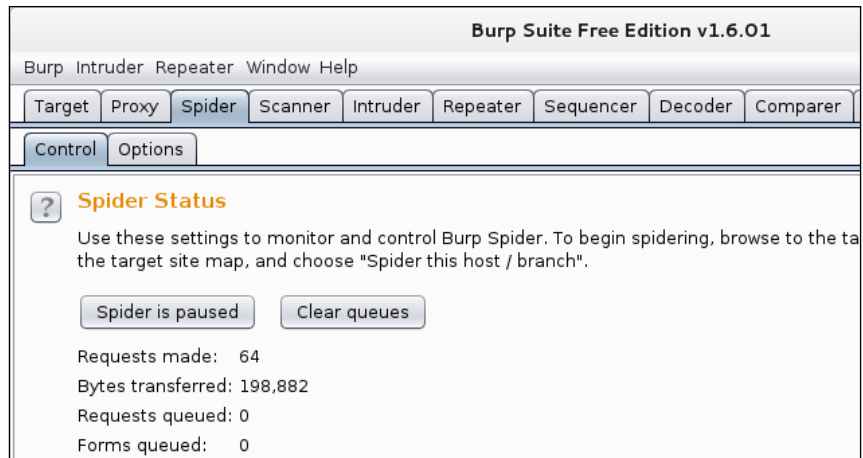 Burp Suite Free Edition v1.6.01
Burp Intruder Repeater Window Help
Target Proxy Spider Scanner Intruder Repeater Sequencer Decoder Comparer
Control Options
? Spider Status
Use these settings to monitor and control Burp Spider. To begin spidering, browse to the ta
the target site map, and choose "Spider this host / branch".
Spider is paused Clear queues
Requests made: 64
Bytes transferred: 198,882
Requests queued: 0
Forms queued: 0